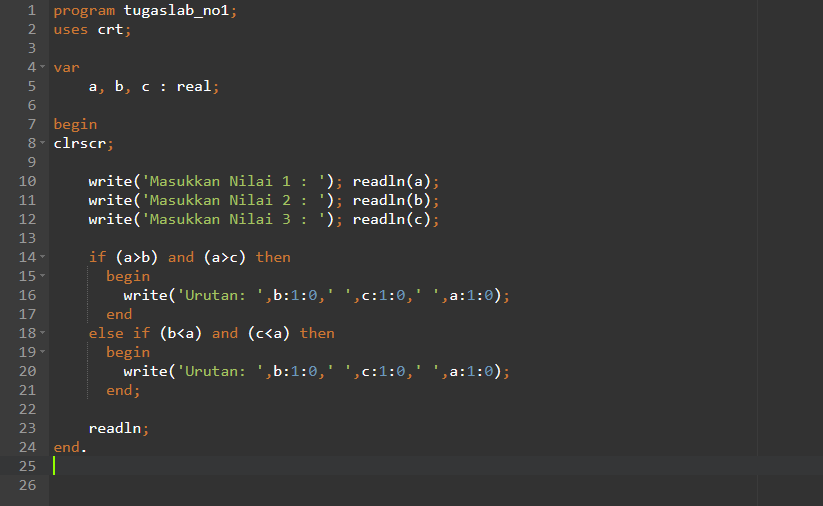 1 program tugaslab_no1;
2 uses crt;
3
4 var
5     a, b, c : real;
6
7 begin
8 clrscr;
9
10     write('Masukkan Nilai 1 : '); readln(a);
11     write('Masukkan Nilai 2 : '); readln(b);
12     write('Masukkan Nilai 3 : '); readln(c);
13
14     if (a>b) and (a>c) then
15       begin
16         write('Urutan: ',b:1:0,' ',c:1:0,' ',a:1:0);
17       end
18     else if (b<a) and (c<a) then
19       begin
20         write('Urutan: ',b:1:0,' ',c:1:0,' ',a:1:0);
21       end;
22
23     readln;
24 end.
25
26